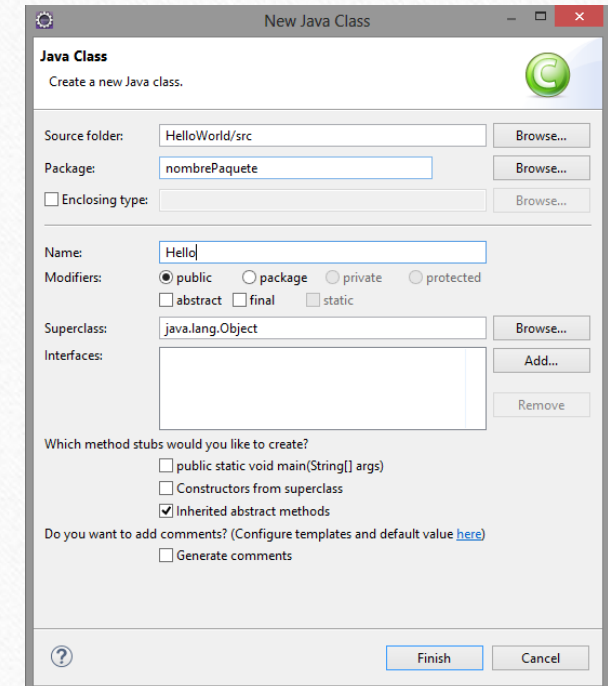 New Java Class
Java Class
Create a new Java class.
C
Source folder: HelloWorld/src Browse...
Package: nombrePaquete Browse...
Enclosing type: Browse...
Name: Hello
Modifiers: public package private protected
abstract final static
Superclass: java.lang.Object Browse...
Interfaces: Add...
Remove
Which method stubs would you like to create?
public static void main(String[] args)
Constructors from superclass
Inherited abstract methods
Do you want to add comments? (Configure templates and default value here)
Generate comments
? Finish Cancel